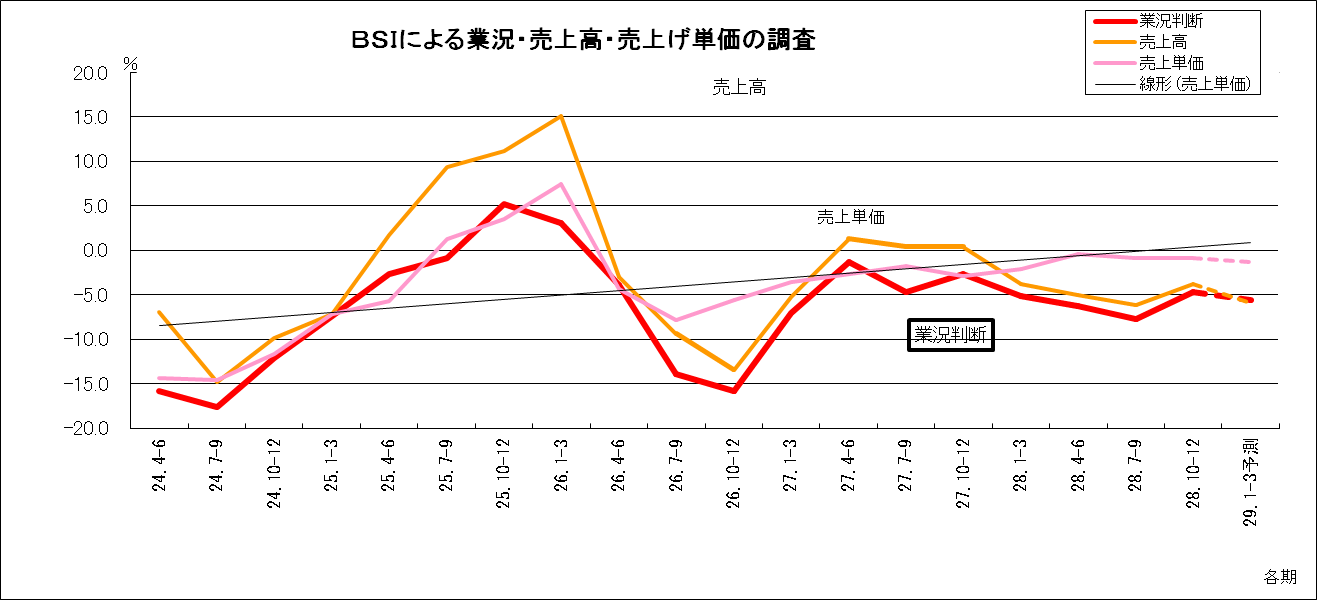 BSIによる業況・売上高・売上げ単価の調査
業況判断
売上高
売上単価
線形(売上単価)
%
売上高
売上単価
業況判断
20.0
15.0
10.0
5.0
0.0
-5.0
-10.0
-15.0
-20.0
24.4-6
24.7-9
24.10-12
25.1-3
25.4-6
25.7-9
25.10-12
26.1-3
26.4-6
26.7-9
26.10-12
27.1-3
27.4-6
27.7-9
27.10-12
28.1-3
28.4-6
28.7-9
28.10-12
29.1-3予測
各期